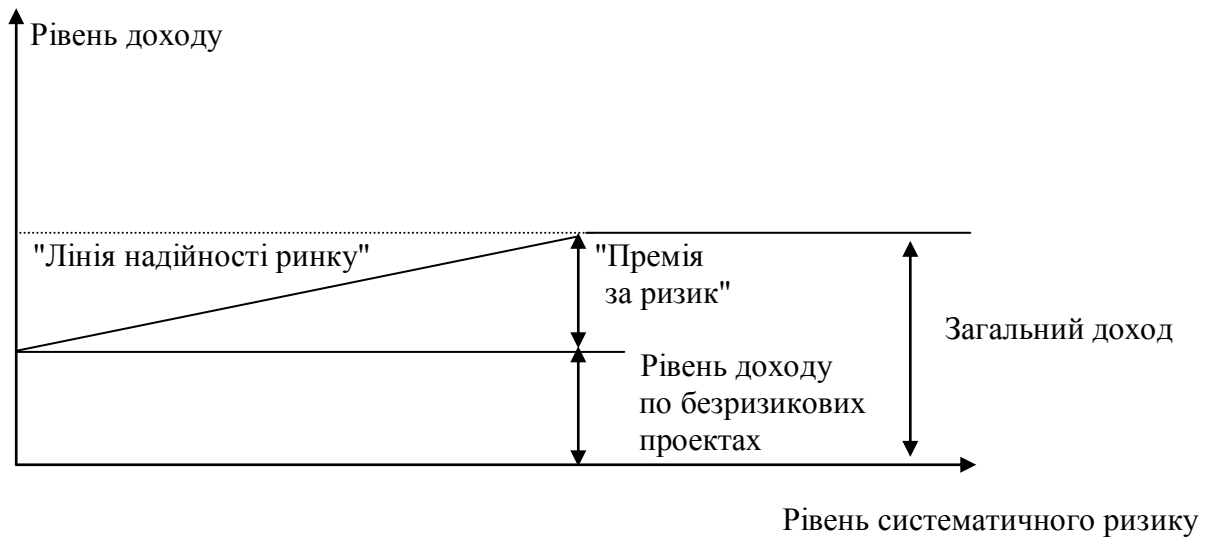 Рівень доходу
"Лінія надійності ринку"
"Премія
за ризик"
Загальний доход
Рівень доходу
по безризикових
проектах
Рівень систематичного ризику